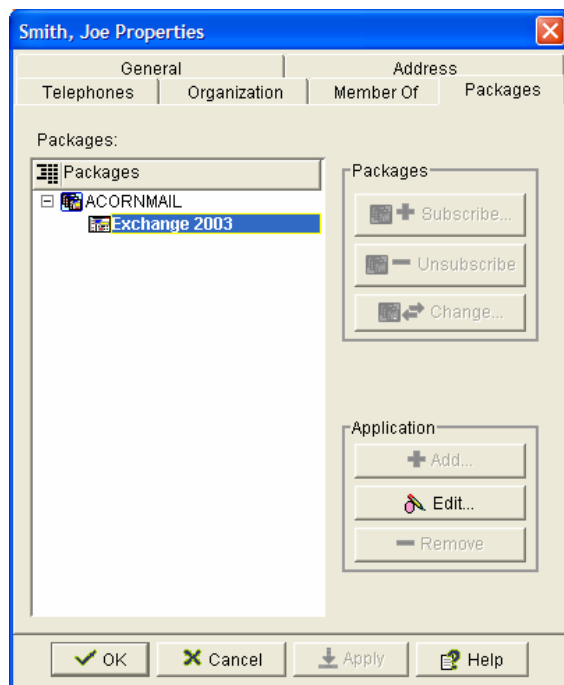 Smith, Joe Properties
General Address
Telephones Organization Member Of Packages
Packages:
Packages
ACORNMAIL
Exchange 2003
Packages
Subscribe...
Unsubscribe
Change...
Application
Add...
Edit...
Remove
OK Cancel Apply Help